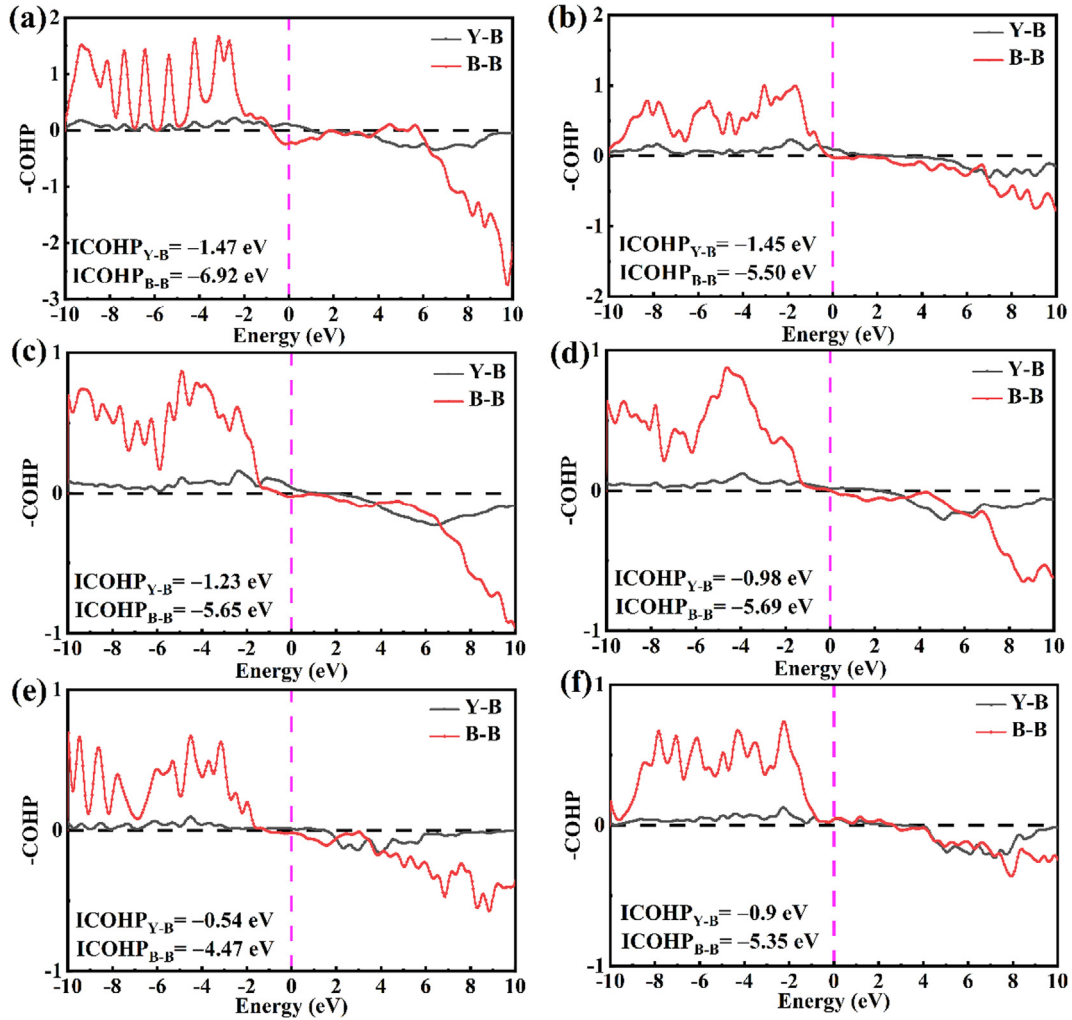 (a)
2
1
0
-1
-2
-3
-COHP
Y-B
B-B
ICOHPY-B= −1.47 eV
ICOHPB-B= −6.92 eV
-10 -8 -6 -4 -2 0 2 4 6 8 10
Energy (eV)
(b)
2
1
0
-1
2
-COHP
Y-B
B-B
ICOHPY-B= −1.45 eV
ICOHPB-B= −5.50 eV
-10 -8 -6 -4 -2 0 2 4 6 8 10
Energy (eV)
(c)
1
0
-1
-COHP
Y-B
B-B
ICOHPY-B= −1.23 eV
ICOHPB-B= −5.65 eV
-10 -8 -6 -4 -2 0 2 4 6 8 10
Energy (eV)
(d)
1
0
-1
-COHP
Y-B
B-B
ICOHPY-B= −0.98 eV
ICOHPB-B= −5.69 eV
-10 -8 -6 -4 -2 0 2 4 6 8 10
Energy (eV)
(e)
1
0
-1
-COHP
Y-B
B-B
ICOHPY-B= −0.54 eV
ICOHPB-B= −4.47 eV
-10 -8 -6 -4 -2 0 2 4 6 8 10
Energy (eV)
(f)
1
0
-1
-COHP
Y-B
B-B
ICOHPY-B= −0.9 eV
ICOHPB-B= −5.35 eV
-10 -8 -6 -4 -2 0 2 4 6 8 10
Energy (eV)